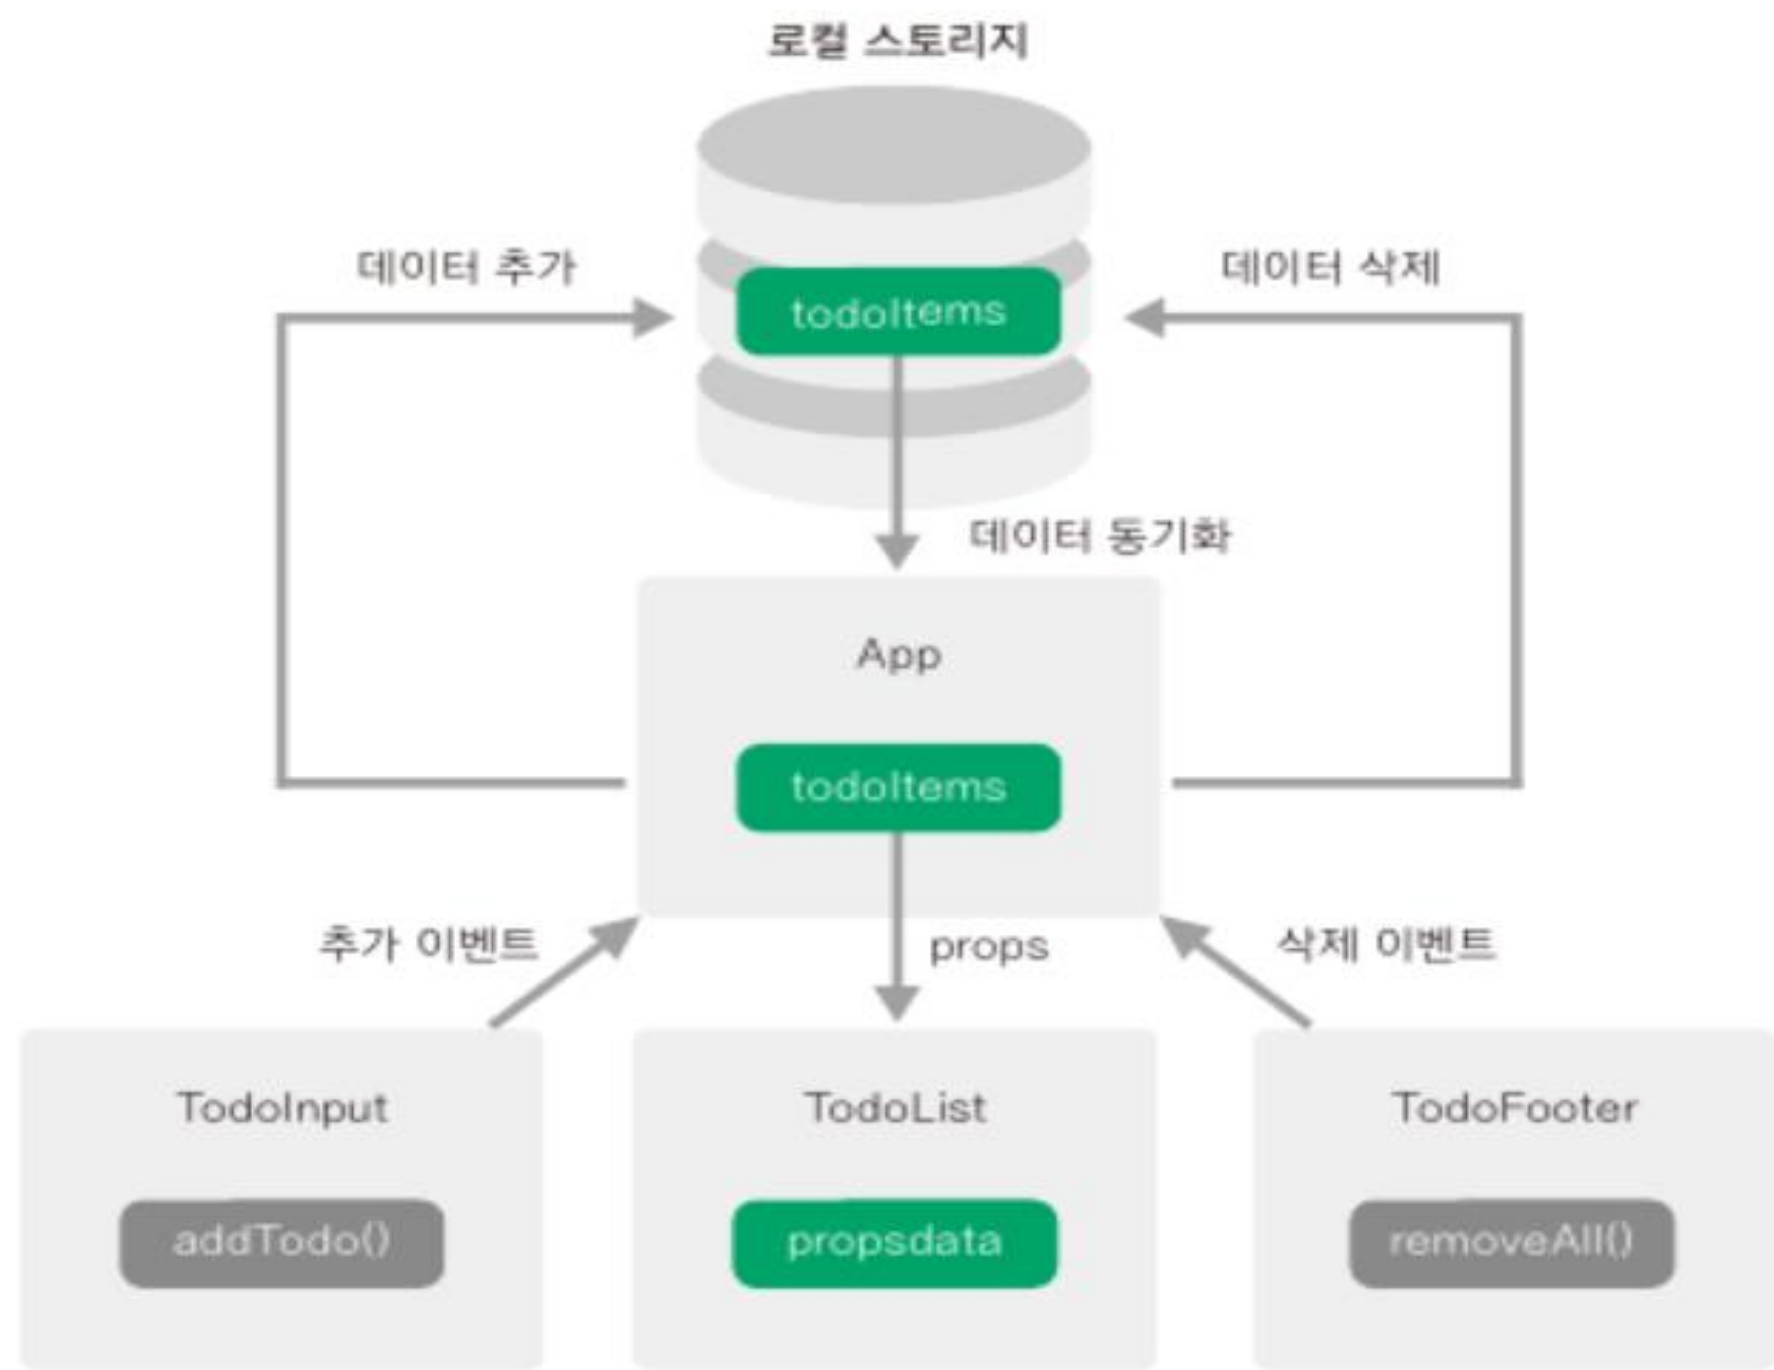 로컬 스토리지
데이터 추가
데이터 삭제
todoItems
데이터 동기화
App
todoItems
추가 이벤트
props
삭제 이벤트
TodoInput
TodoList
TodoFooter
addTodo()
propsdata
removeAll()